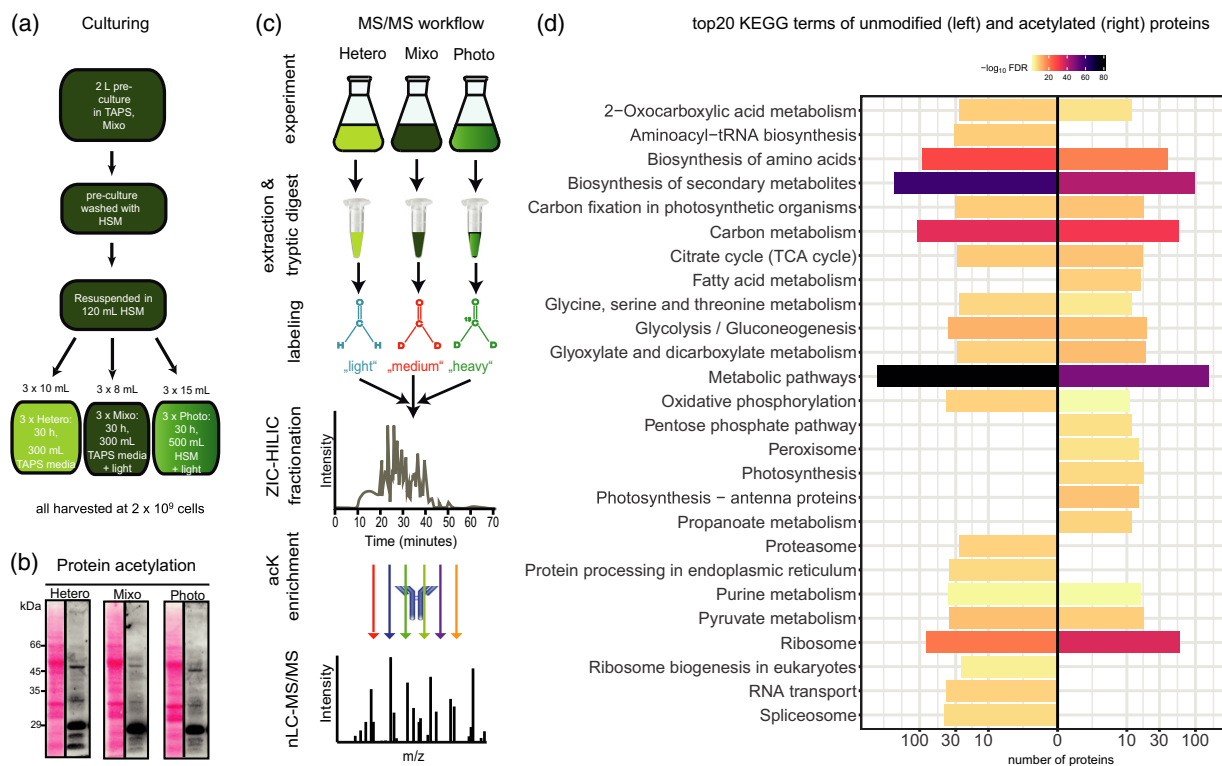 (a)
Culturing
2 L pre-
culture
in TAPS,
Mixo
pre-culture
washed with
HSM
Resuspended in
120 mL HSM
3 x 10 mL
3 x 8 mL
3 x 15 mL
3 x Hetero:
30 h,
300 mL
TAPS media
3 x Mixo:
30 h,
300 mL
TAPS media
+ light
3 x Photo:
30 h,
500 mL
HSM
+ light
all harvested at 2 x 10⁹ cells
(b)
Protein acetylation
Hetero
Mixo
Photo
kDa
66
45
35
29
(c)
MS/MS workflow
Hetero
Mixo
Photo
experiment
extraction &
tryptic digest
labeling
O
C
H
H
O
C
D
D
O
¹³C
D
D
„light“
„medium“
„heavy“
ZIC-HILIC
fractionation
Intensity
0 10 20 30 40 50 60 70
Time (minutes)
acK
enrichment
nLC-MS/MS
Intensity
m/z
(d)
top20 KEGG terms of unmodified (left) and acetylated (right) proteins
−log₁₀ FDR
20 40 60 80
2−Oxocarboxylic acid metabolism
Aminoacyl−tRNA biosynthesis
Biosynthesis of amino acids
Biosynthesis of secondary metabolites
Carbon fixation in photosynthetic organisms
Carbon metabolism
Citrate cycle (TCA cycle)
Fatty acid metabolism
Glycine, serine and threonine metabolism
Glycolysis / Gluconeogenesis
Glyoxylate and dicarboxylate metabolism
Metabolic pathways
Oxidative phosphorylation
Pentose phosphate pathway
Peroxisome
Photosynthesis
Photosynthesis − antenna proteins
Propanoate metabolism
Proteasome
Protein processing in endoplasmic reticulum
Purine metabolism
Pyruvate metabolism
Ribosome
Ribosome biogenesis in eukaryotes
RNA transport
Spliceosome
100 30 10 0 10 30 100
number of proteins